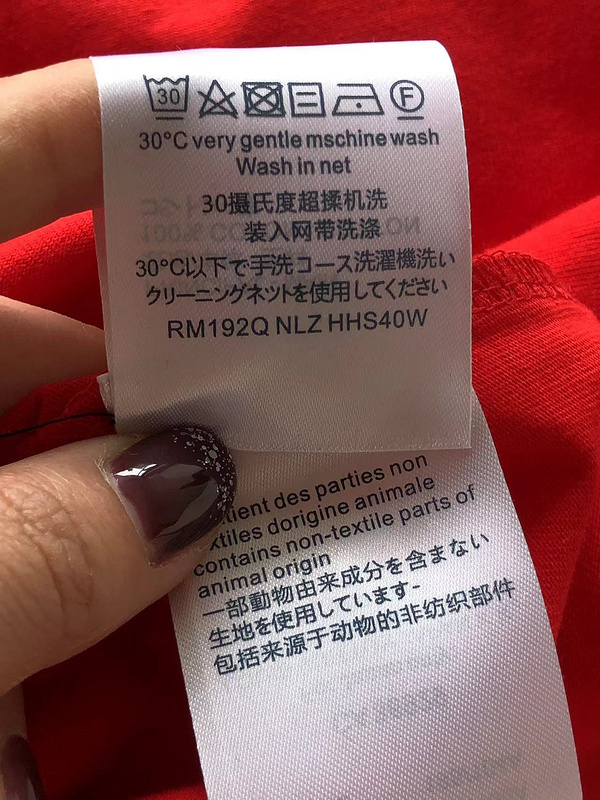 30
F
30°C very gentle mschine wash
Wash in net
30摄氏度超揉机洗
装入网带洗涤
30°C以下で手洗コース洗濯機洗い
クリーニングネットを使用してください
RM192Q NLZ HHS40W
des parties non
dorigine animale
contains non-textile parts of
animal origin
一部動物由来成分を含まない
生地を使用しています-
包括来源于动物的非纺织部件